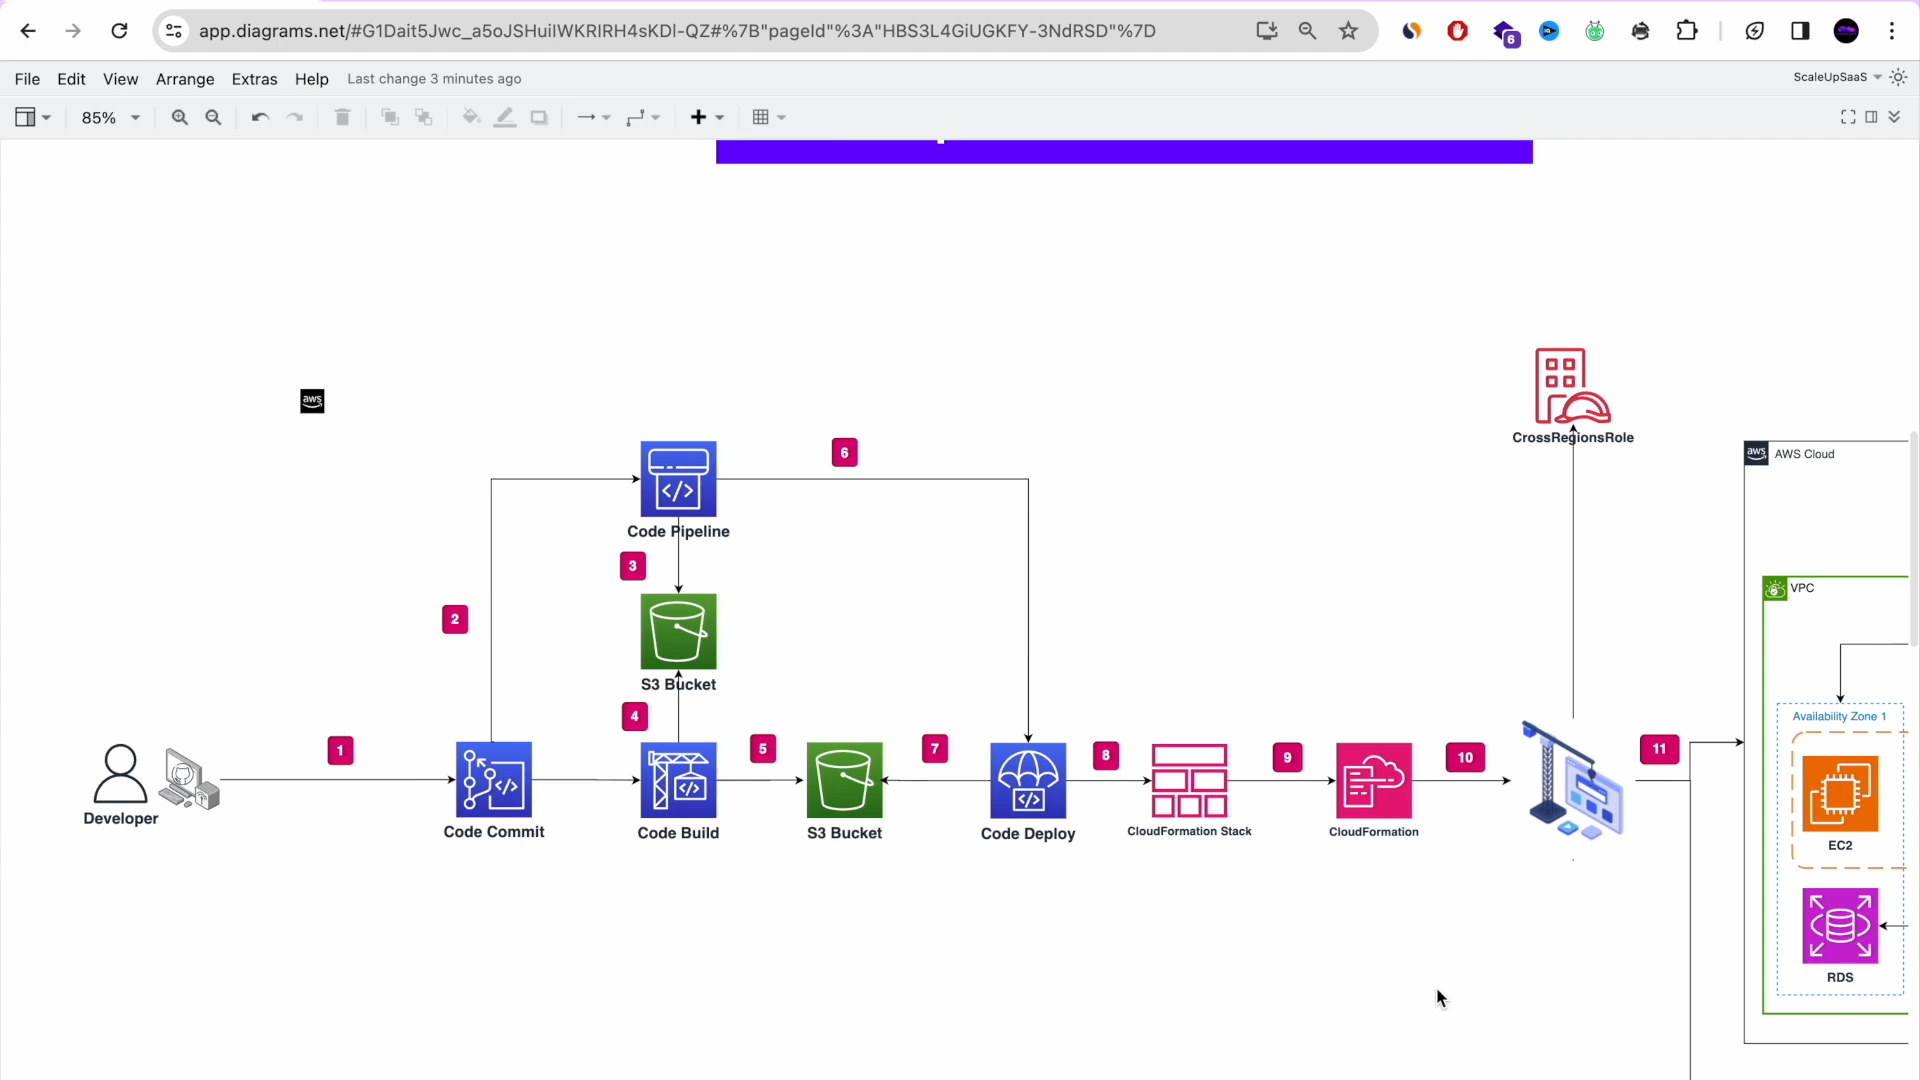 app.diagrams.net/#G1Dait5Jwc_a5oJSHuilWKRlRH4sKDl-QZ#%7B"pageId"%3A"HBS3L4GiUGKFY-3NdRSD"%7D
6
File Edit View Arrange Extras Help Last change 3 minutes ago
ScaleUpSaaS
85%
aws
CrossRegionsRole
aws AWS Cloud
6
Code Pipeline
3
VPC
2
S3 Bucket
4
Availability Zone 1
1
5
7
8
9
10
11
Developer
Code Commit
Code Build
S3 Bucket
Code Deploy
CloudFormation Stack
CloudFormation
EC2
RDS